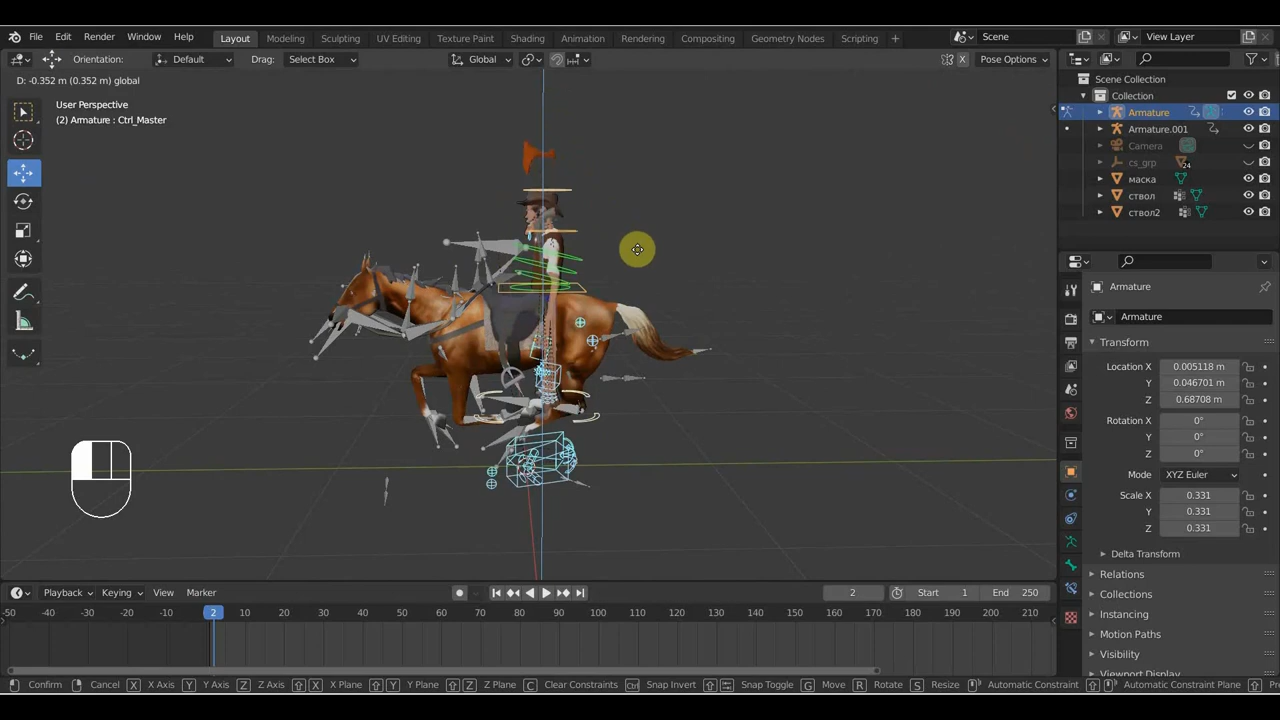 File Edit Render Window Help Layout Modeling Sculpting UV Editing Texture Paint Shading Animation Rendering Compositing Geometry Nodes Scripting + Scene View Layer
Orientation: Default Drag: Select Box Global X Pose Options
D: -0.352 m (0.352 m) global
User Perspective
(2) Armature : Ctrl_Master
Scene Collection
Collection
Armature
Armature.001
Camera
cs_grp 24
маска
ствол
ствол2
Armature
Armature
Transform
Location X 0.005118 m
Y 0.046701 m
Z 0.68708 m
Rotation X 0°
Y 0°
Z 0°
Mode XYZ Euler
Scale X 0.331
Y 0.331
Z 0.331
Delta Transform
Relations
Collections
Instancing
Motion Paths
Visibility
Viewport Display
Playback Keying View Marker 2 Start 1 End 250
-50 -40 -30 -20 -10 2 10 20 30 40 50 60 70 80 90 100 110 120 130 140 150 160 170 180 190 200 210
Confirm Cancel X X Axis Y Y Axis Z Z Axis X X Plane Y Y Plane Z Z Plane C Clear Constraints Ctrl Snap Invert Snap Toggle G Move R Rotate S Resize Automatic Constraint Automatic Constraint Plane